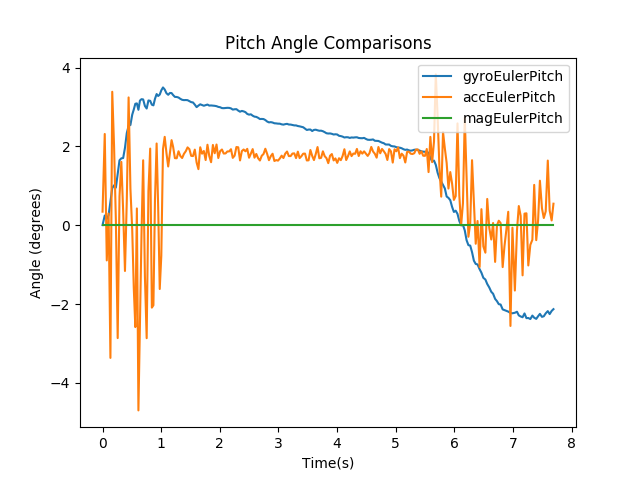 Pitch Angle Comparisons
4
2
0
−2
−4
Angle (degrees)
gyroEulerPitch
accEulerPitch
magEulerPitch
0 1 2 3 4 5 6 7 8
Time(s)